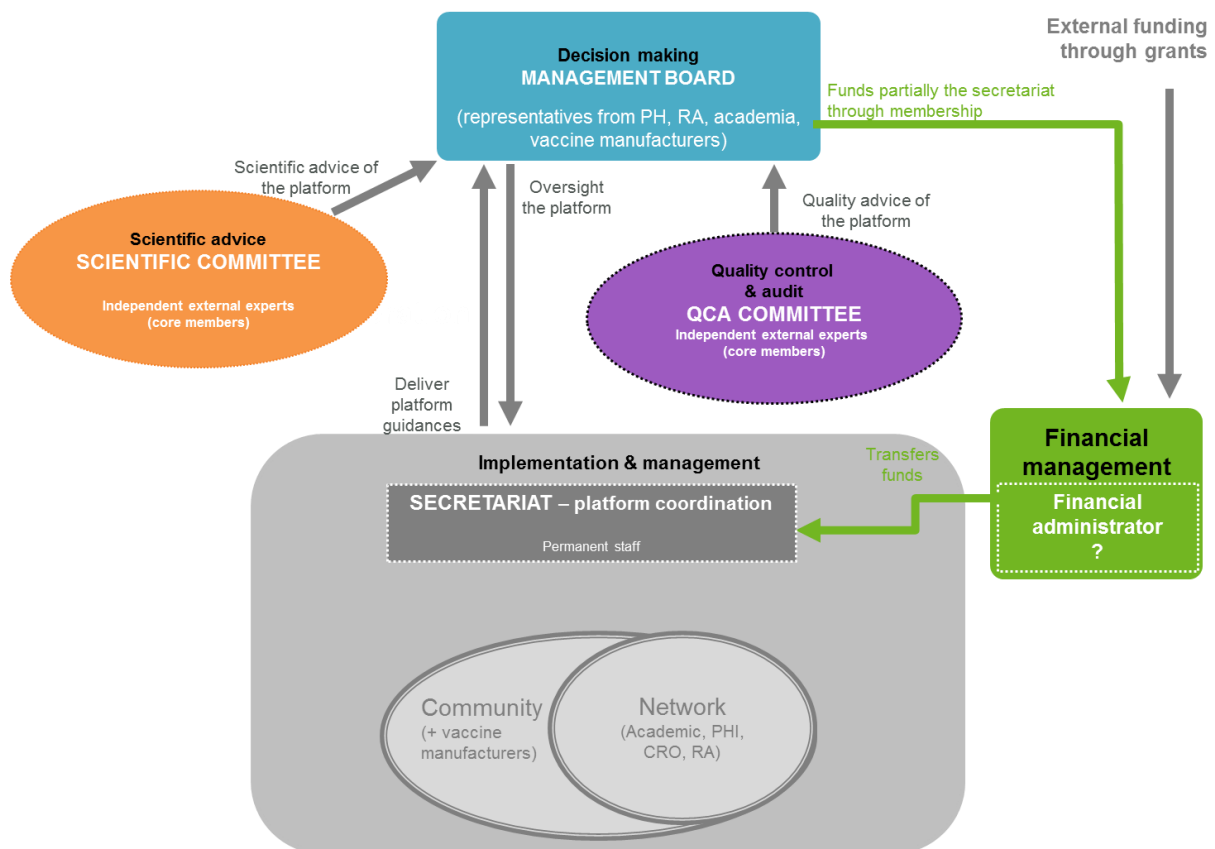 Decision making
MANAGEMENT BOARD
(representatives from PH, RA, academia,
vaccine manufacturers)
External funding
through grants
Funds partially the secretariat
through membership
Scientific advice of
the platform
Oversight
the platform
Quality advice of
the platform
Scientific advice
SCIENTIFIC COMMITTEE
Independent external experts
(core members)
Quality control
& audit
QCA COMMITTEE
Independent external experts
(core members)
Deliver
platform
guidances
Financial
management
Financial
administrator
?
Transfers
funds
Implementation & management
SECRETARIAT – platform coordination
Permanent staff
Community
(+ vaccine
manufacturers)
Network
(Academic, PHI,
CRO, RA)